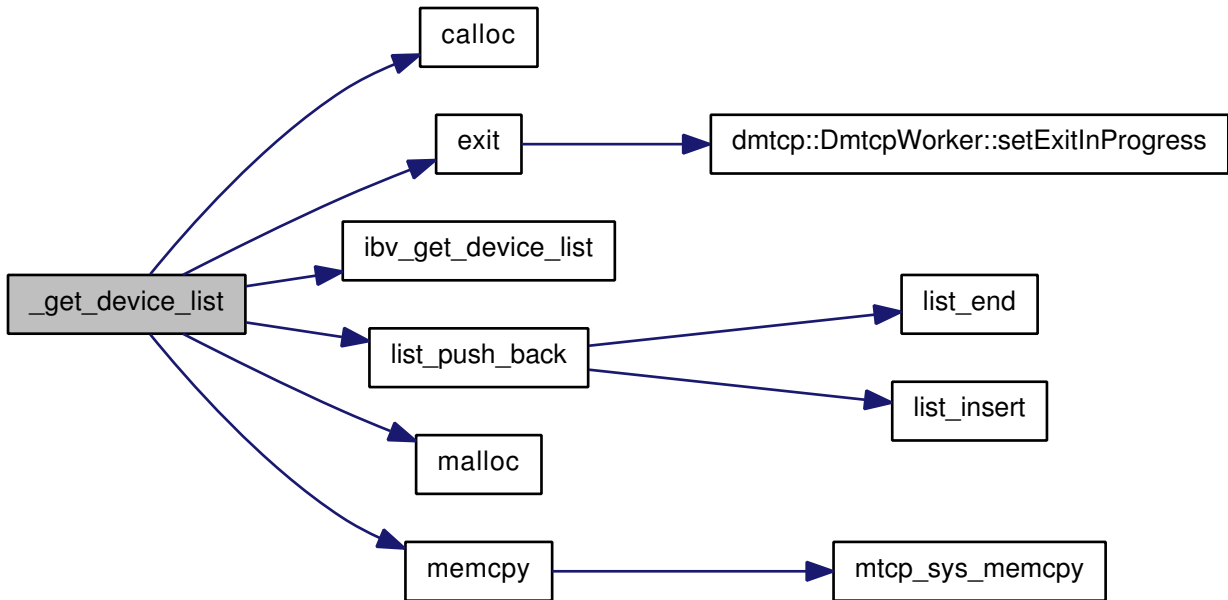 calloc
exit
dmtcp::DmtcpWorker::setExitInProgress
ibv_get_device_list
_get_device_list
list_end
list_push_back
list_insert
malloc
memcpy
mtcp_sys_memcpy